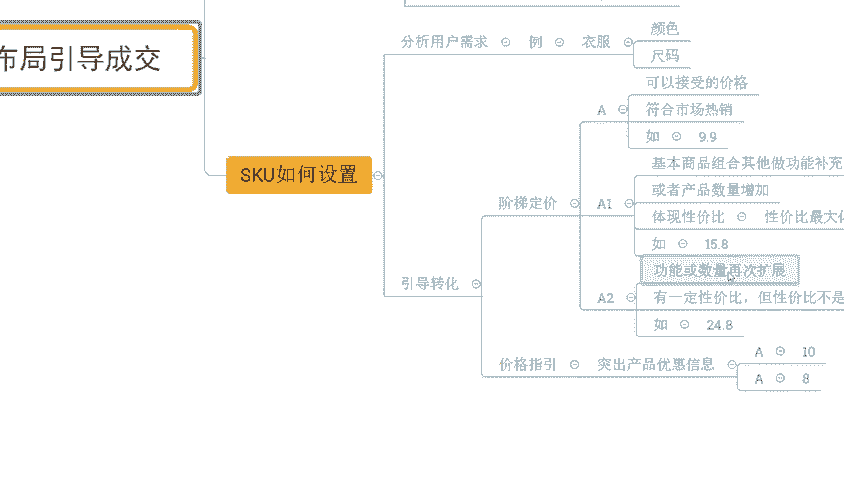 布局引导成交
SKU如何设置
分析用户需求 例 衣服
颜色
尺码
引导转化
阶梯定价
A
可以接受的价格
符合市场热销
如 9.9
A1
基本商品组合其他做功能补充
或者产品数量增加
体现性价比 性价比最大
如 15.8
A2
功能或数量再次扩展
有一定性价比，但性价比不是
如 24.8
价格指引 突出产品优惠信息
A 10
A 8